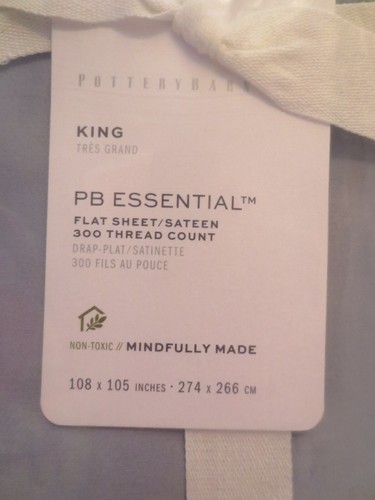 POTTERYBARN
KING
TRÈS GRAND
PB ESSENTIAL™
FLAT SHEET/SATEEN
300 THREAD COUNT
DRAP-PLAT/SATINETTE
300 FILS AU POUCE
NON-TOXIC // MINDFULLY MADE
108 x 105 INCHES · 274 x 266 CM